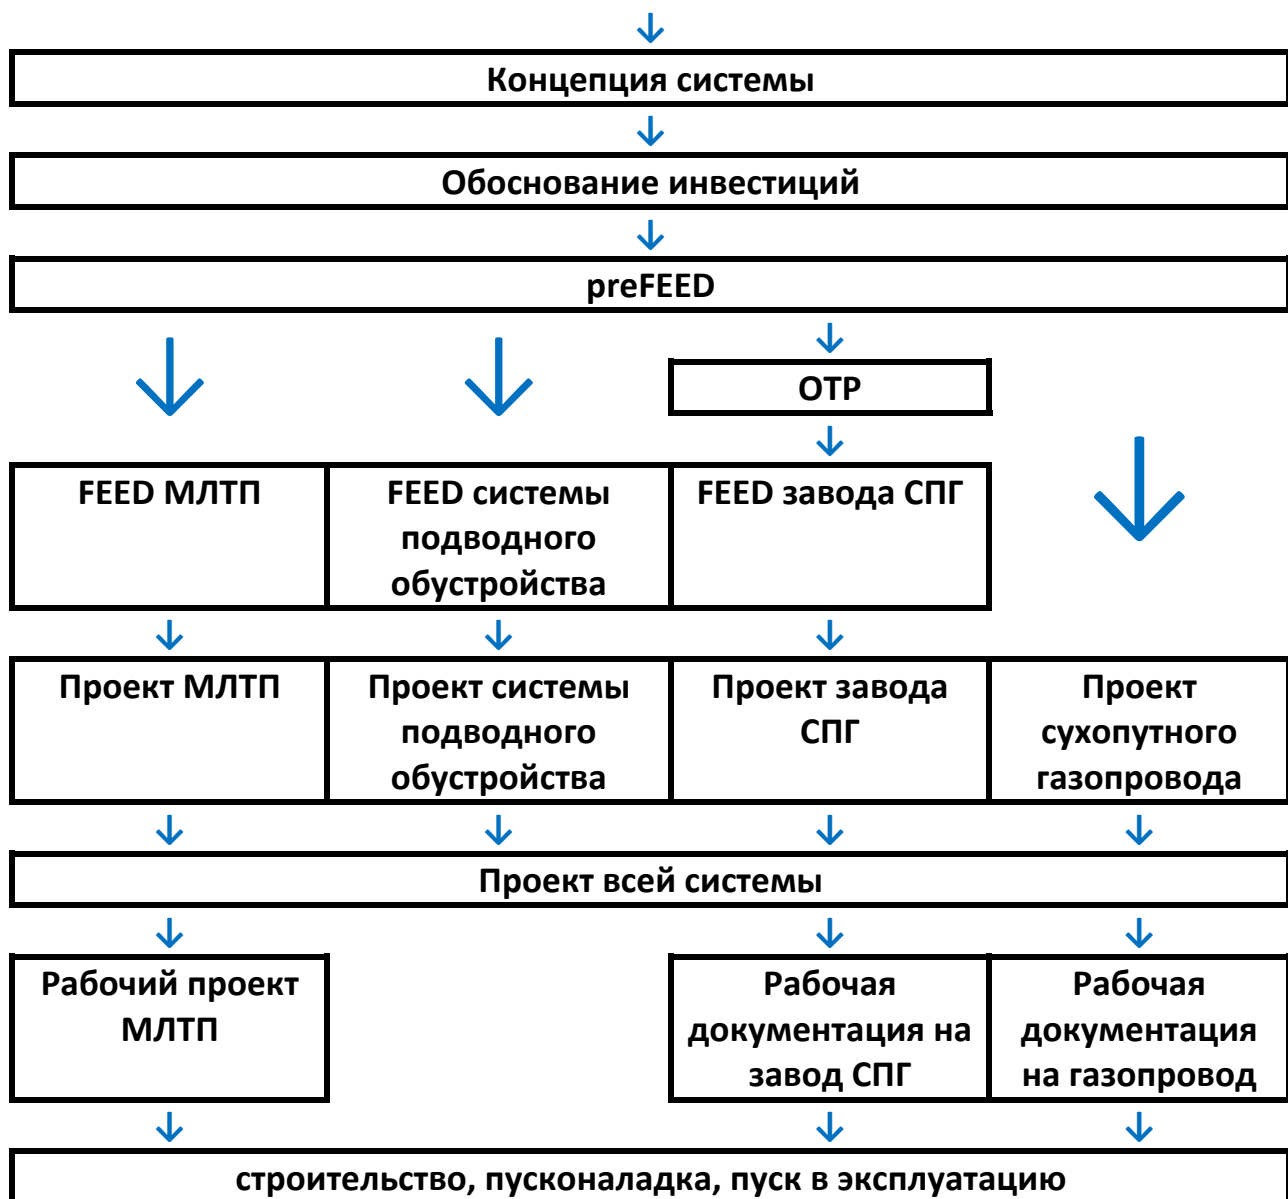 Концепция системы
Обоснование инвестиций
preFEED
ОТР
FEED МЛТП
FEED системы
подводного
обустройства
FEED завода СПГ
Проект МЛТП
Проект системы
подводного
обустройства
Проект завода
СПГ
Проект
сухопутного
газопровода
Проект всей системы
Рабочий проект
МЛТП
Рабочая
документация на
завод СПГ
Рабочая
документация
на газопровод
строительство, пусконаладка, пуск в эксплуатацию